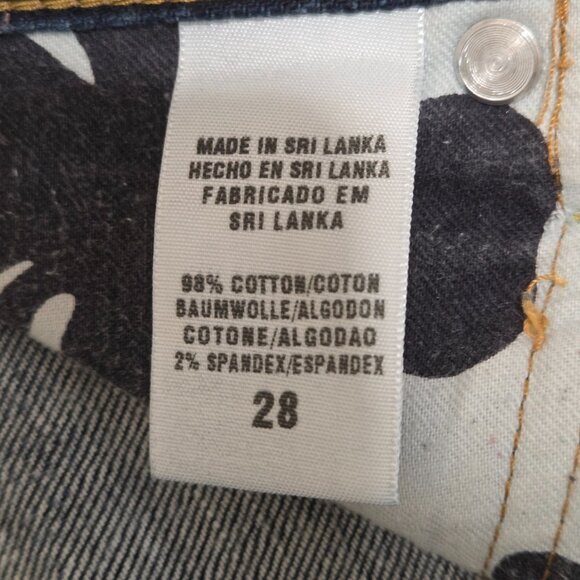 MADE IN SRI LANKA
HECHO EN SRI LANKA
FABRICADO EM
SRI LANKA
98% COTTON/COTON
BAUMWOLLE/ALGODON
COTONE/ALGODAO
2% SPANDEX/ESPANDEX
28